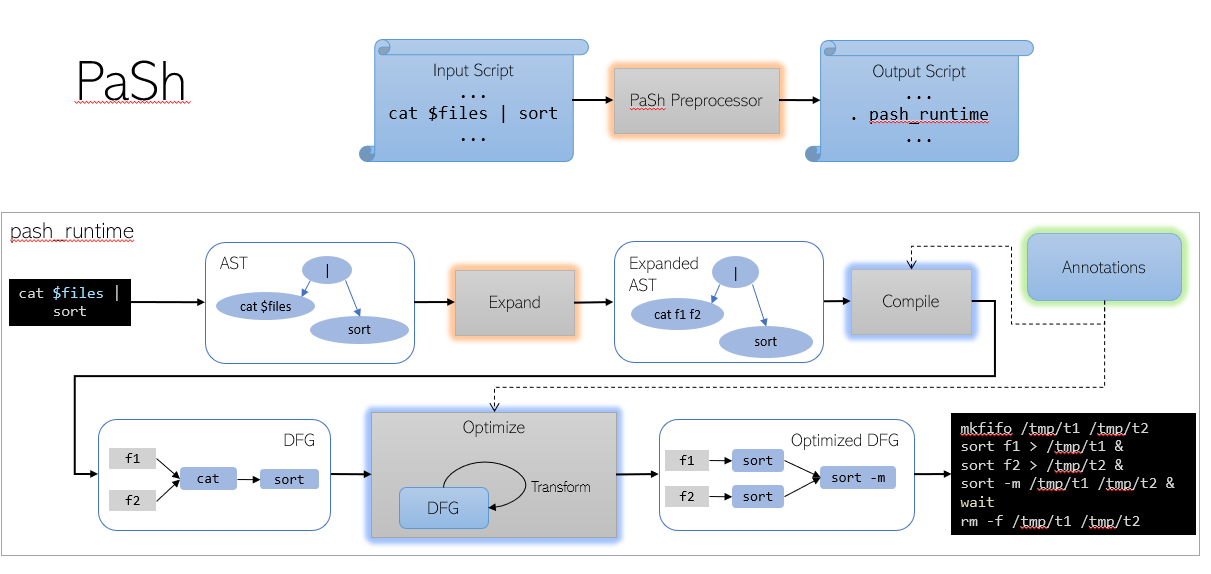 PaSh
Input Script
...
cat $files | sort
...
PaSh Preprocessor
Output Script
...
. pash_runtime
...
pash_runtime
cat $files |
sort
AST
|
cat $files
sort
Expand
Expanded
AST
|
cat f1 f2
sort
Compile
Annotations
DFG
f1
f2
cat
sort
Optimize
Transform
DFG
Optimized DFG
f1
sort
f2
sort
sort -m
mkfifo /tmp/t1 /tmp/t2
sort f1 > /tmp/t1 &
sort f2 > /tmp/t2 &
sort -m /tmp/t1 /tmp/t2 &
wait
rm -f /tmp/t1 /tmp/t2